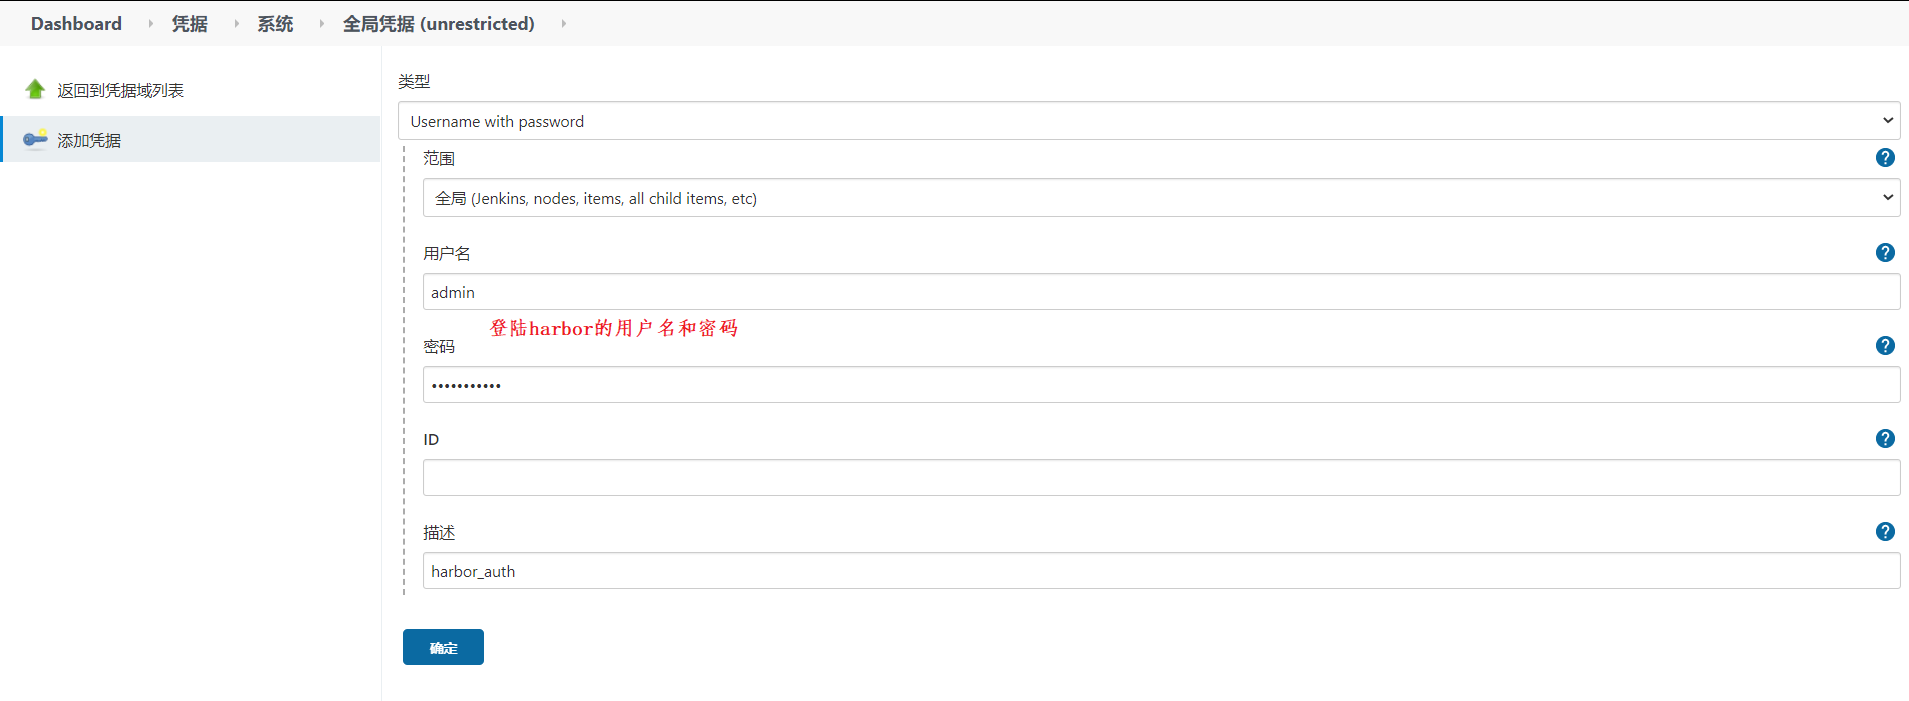 Dashboard 凭据 系统 全局凭据 (unrestricted)
返回到凭据域列表
添加凭据
类型
Username with password
范围
全局 (Jenkins, nodes, items, all child items, etc)
用户名
admin
登陆harbor的用户名和密码
密码
•••••••••••
ID
描述
harbor_auth
确定